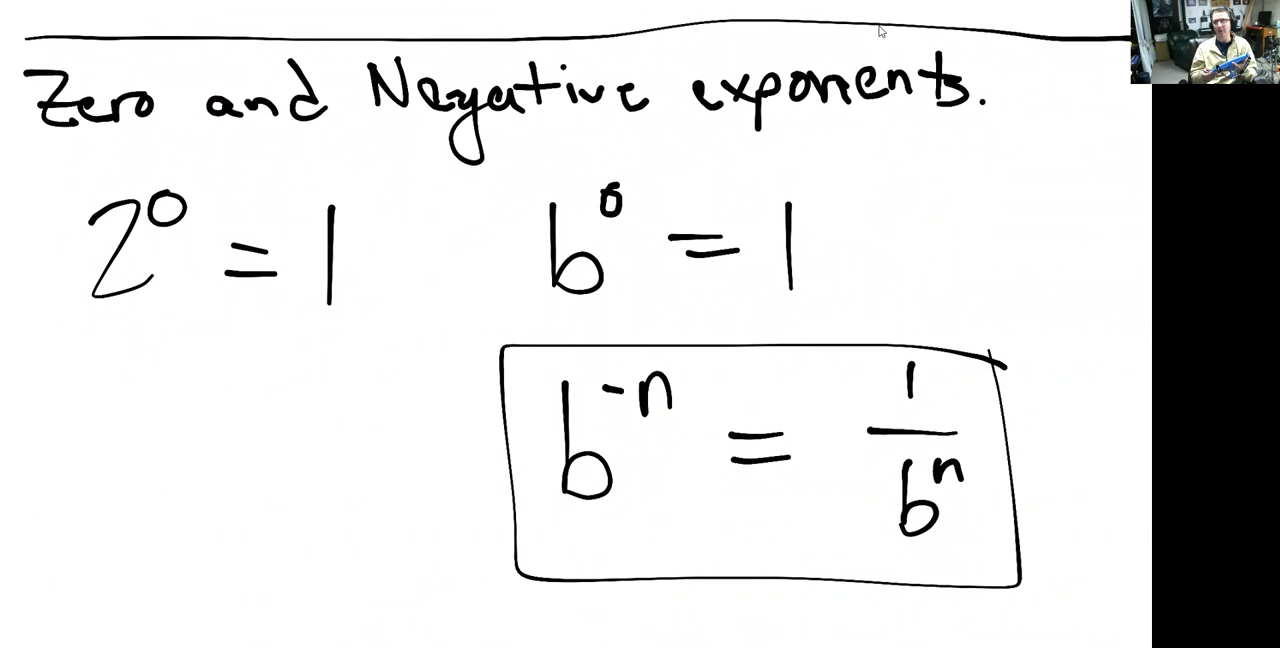 Zero and Negative exponents.
2⁰ = 1    b⁰ = 1
b⁻ⁿ = 1/bⁿ